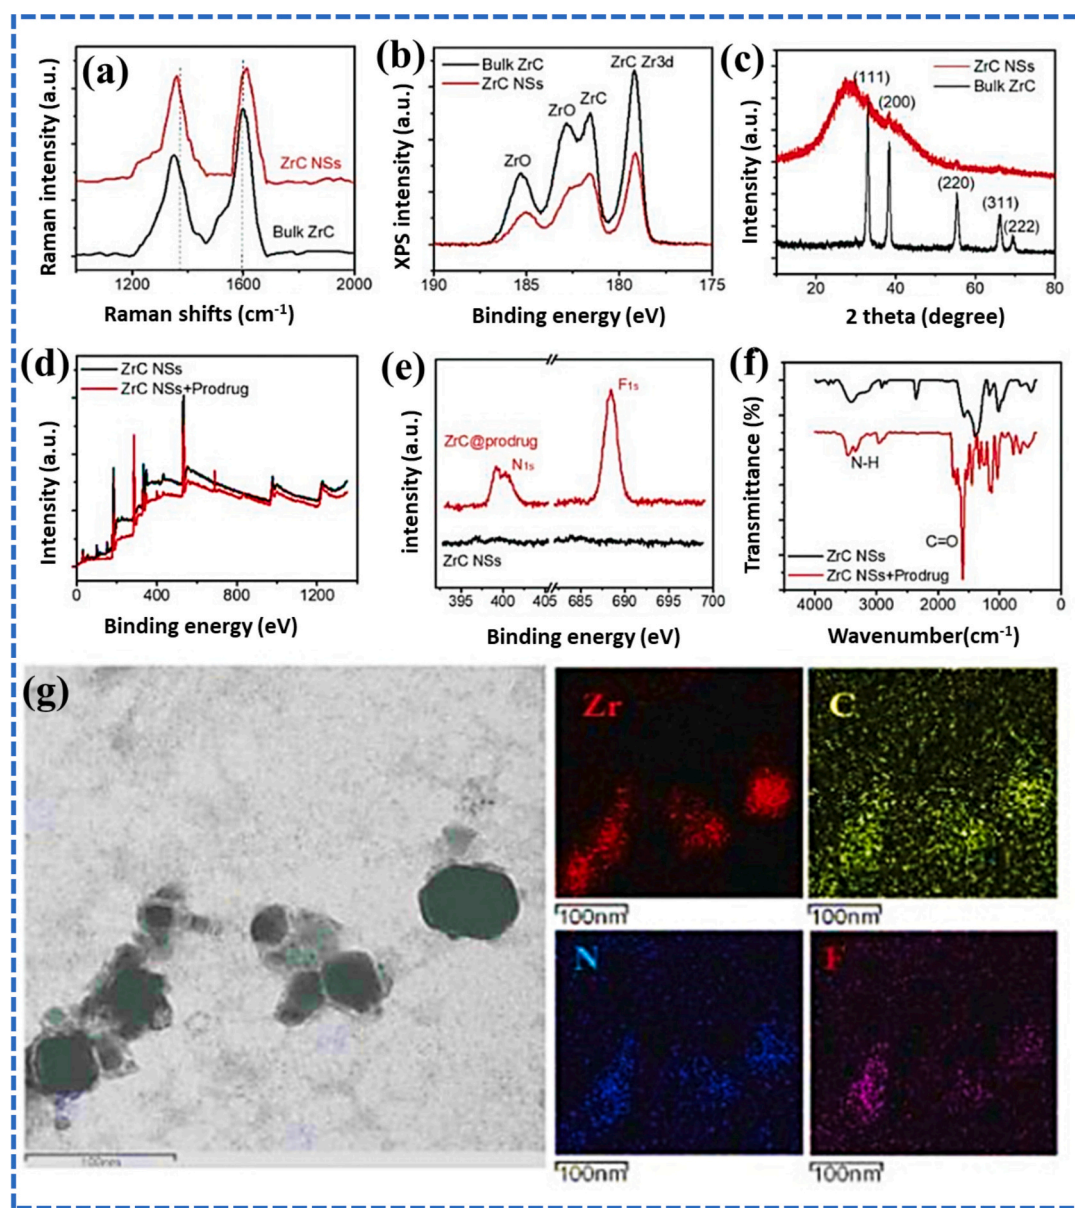 (a)
Raman intensity (a.u.)
ZrC NSs
Bulk ZrC
1200
1600
2000
Raman shifts (cm-1)
(b)
XPS intensity (a.u.)
Bulk ZrC
ZrC NSs
ZrC Zr3d
ZrO
ZrC
ZrO
190
185
180
175
Binding energy (eV)
(c)
Intensity (a.u.)
ZrC NSs
Bulk ZrC
(111)
(200)
(220)
(311)
(222)
20
40
60
80
2 theta (degree)
(d)
Intensity (a.u.)
ZrC NSs
ZrC NSs+Prodrug
0
400
800
1200
Binding energy (eV)
(e)
intensity (a.u.)
ZrC@prodrug
N1s
F1s
ZrC NSs
395
400
405
685
690
700
Binding energy (eV)
(f)
Transmittance (%)
N-H
C=O
ZrC NSs
ZrC NSs+Prodrug
4000
3000
2000
1000
0
Wavenumber(cm-1)
(g)
Zr
C
100nm
100nm
N
F
100nm
100nm